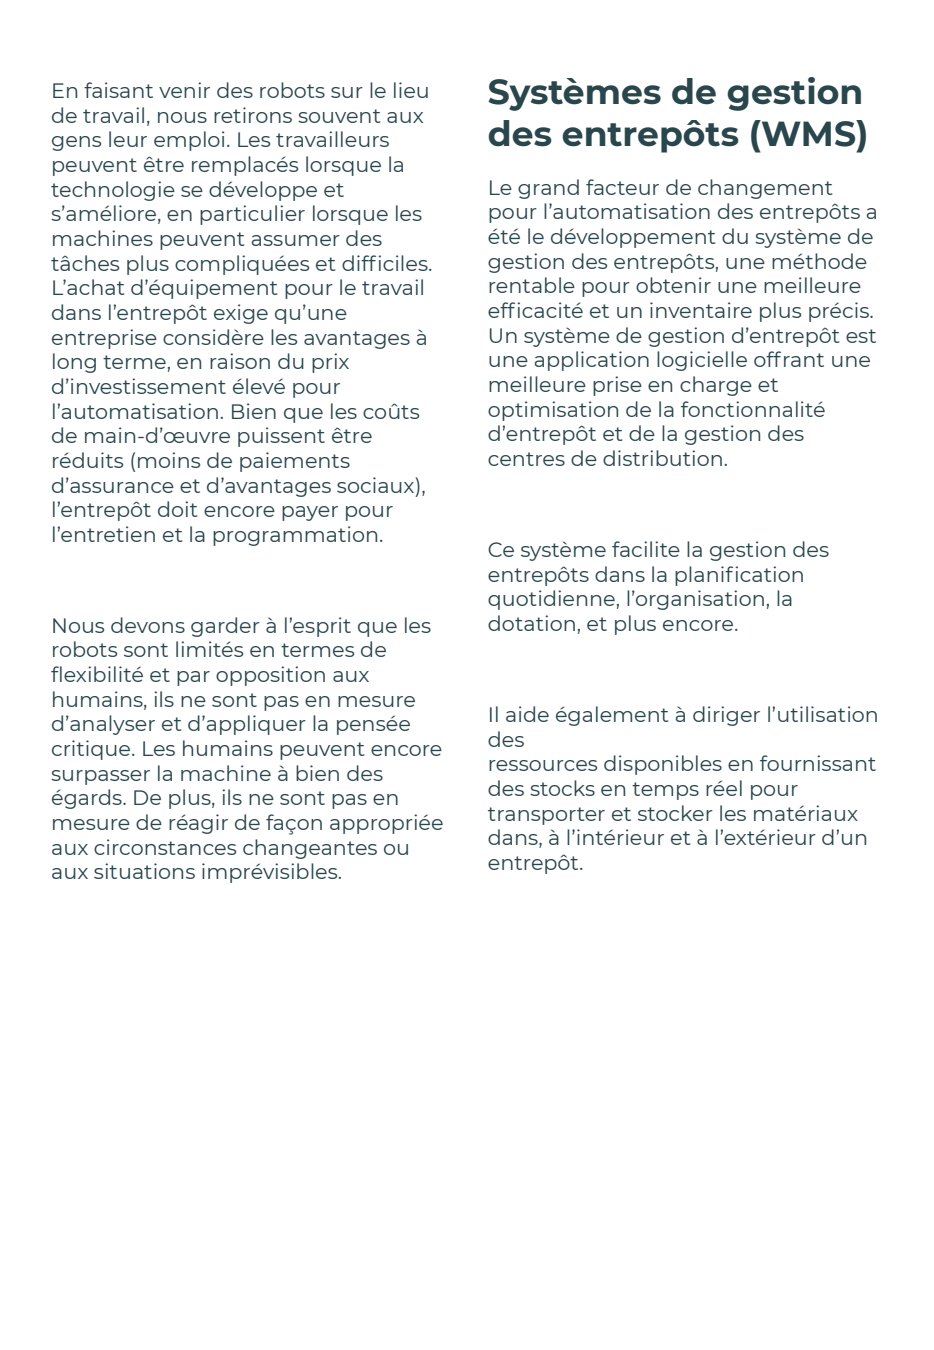 En faisant venir des robots sur le lieu
de travail, nous retirons souvent aux
gens leur emploi. Les travailleurs
peuvent être remplacés lorsque la
technologie se développe et
s’améliore, en particulier lorsque les
machines peuvent assumer des
tâches plus compliquées et difficiles.
L’achat d’équipement pour le travail
dans l’entrepôt exige qu’une
entreprise considère les avantages à
long terme, en raison du prix
d’investissement élevé pour
l’automatisation. Bien que les coûts
de main-d’œuvre puissent être
réduits (moins de paiements
d’assurance et d’avantages sociaux),
l’entrepôt doit encore payer pour
l’entretien et la programmation.
Nous devons garder à l’esprit que les
robots sont limités en termes de
flexibilité et par opposition aux
humains, ils ne sont pas en mesure
d’analyser et d’appliquer la pensée
critique. Les humains peuvent encore
surpasser la machine à bien des
égards. De plus, ils ne sont pas en
mesure de réagir de façon appropriée
aux circonstances changeantes ou
aux situations imprévisibles.
Systèmes de gestion
des entrepôts (WMS)
Le grand facteur de changement
pour l’automatisation des entrepôts a
été le développement du système de
gestion des entrepôts, une méthode
rentable pour obtenir une meilleure
efficacité et un inventaire plus précis.
Un système de gestion d’entrepôt est
une application logicielle offrant une
meilleure prise en charge et
optimisation de la fonctionnalité
d’entrepôt et de la gestion des
centres de distribution.
Ce système facilite la gestion des
entrepôts dans la planification
quotidienne, l’organisation, la
dotation, et plus encore.
Il aide également à diriger l’utilisation
des
ressources disponibles en fournissant
des stocks en temps réel pour
transporter et stocker les matériaux
dans, à l’intérieur et à l’extérieur d’un
entrepôt.